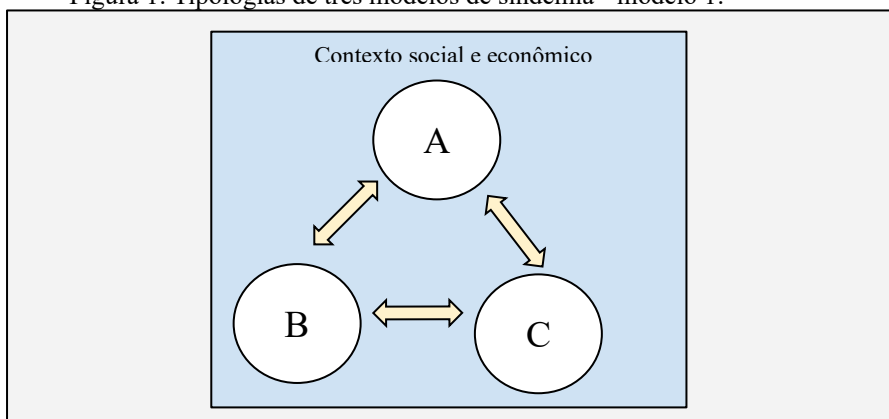 Figura 1. Tipologias de três modelos de sindemia - modelo 1.
Contexto social e econômico
A
B
C